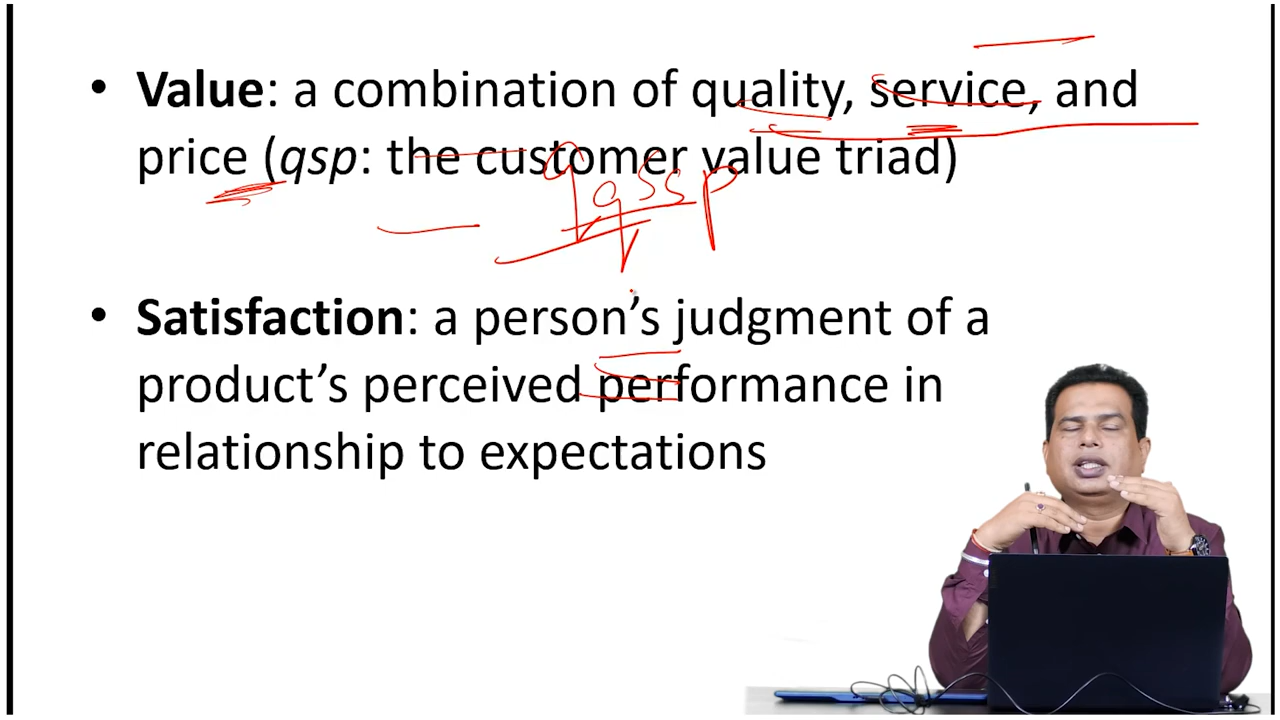 • Value: a combination of quality, service, and
price (qsp: the customer value triad)
qqssp
• Satisfaction: a person’s judgment of a
product’s perceived performance in
relationship to expectations